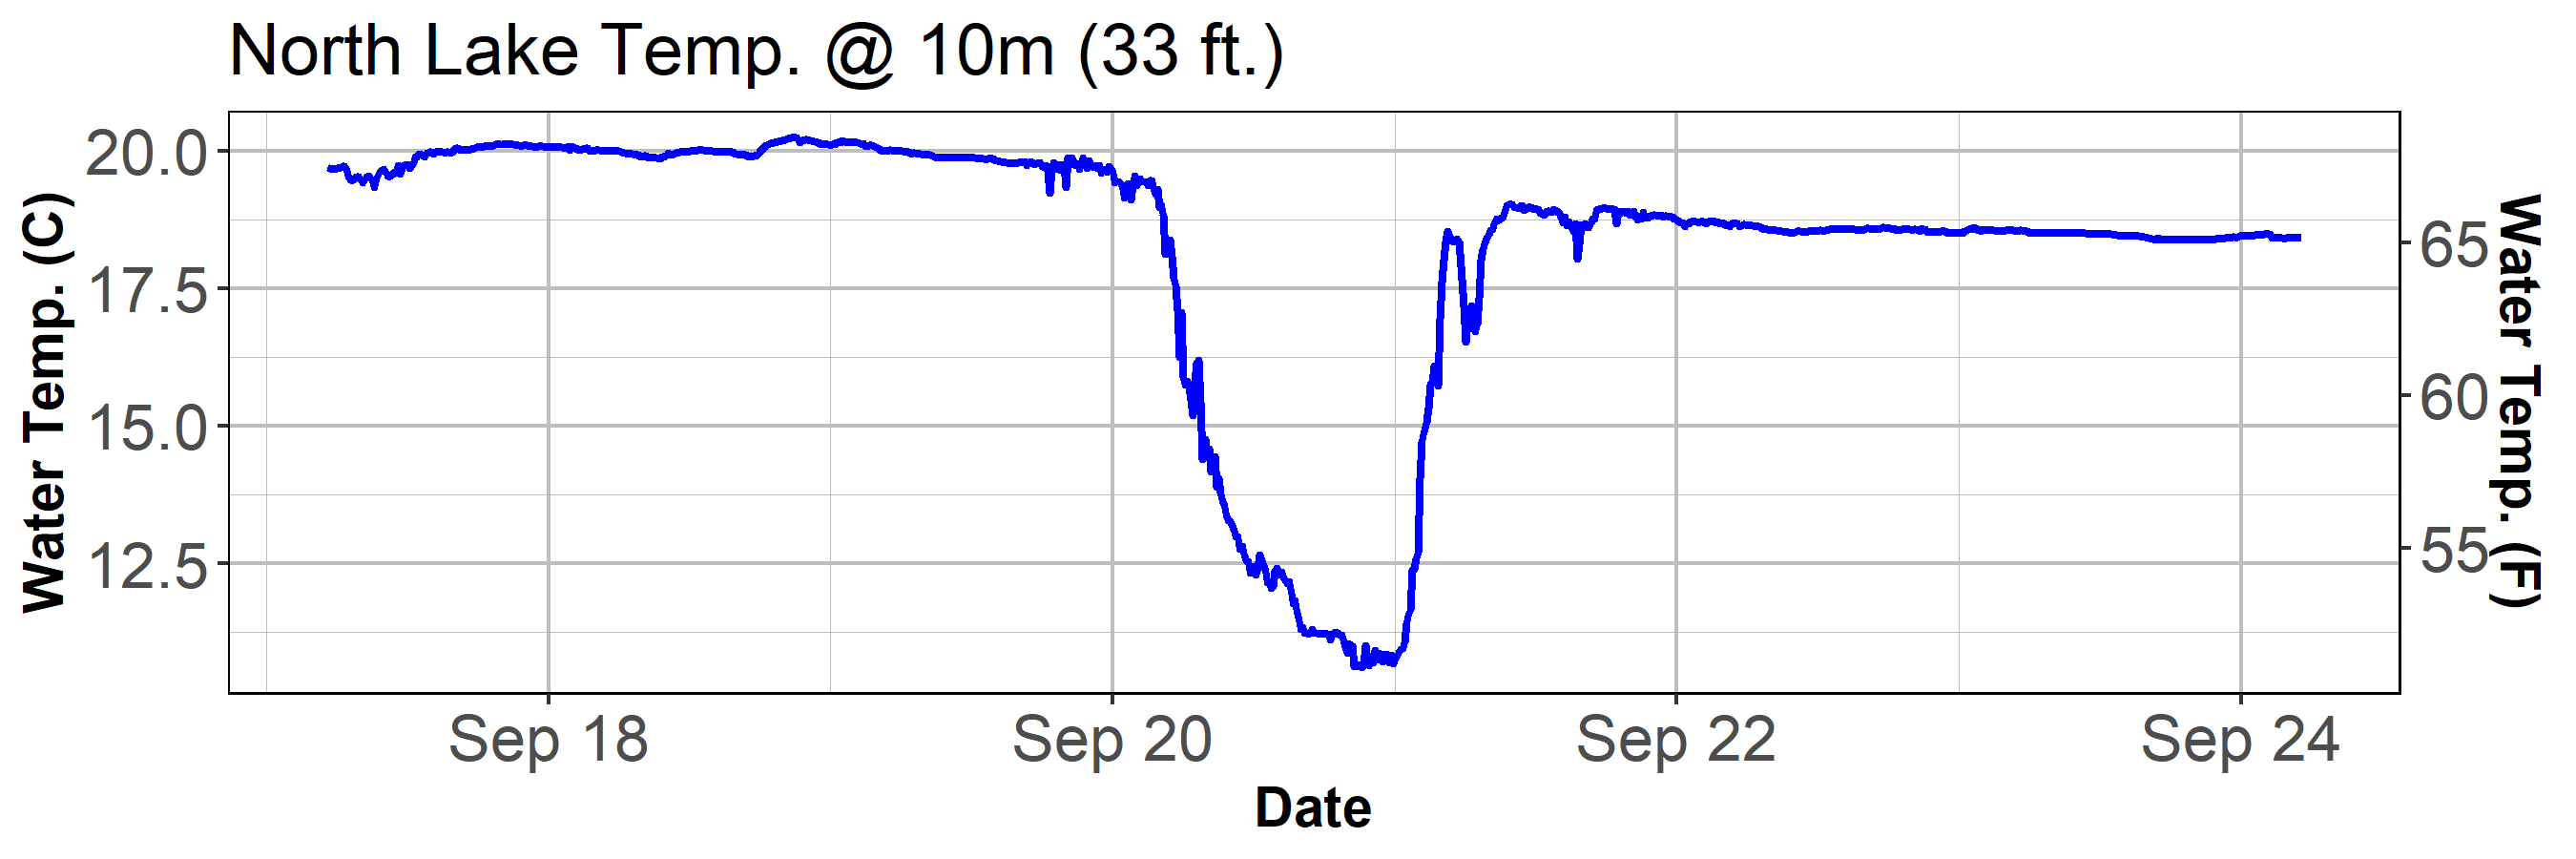 North Lake Temp. @ 10m (33 ft.)
Water Temp. (C)
20.0
17.5
15.0
12.5
65
60
55
Water Temp. (F)
Sep 18
Sep 20
Sep 22
Sep 24
Date